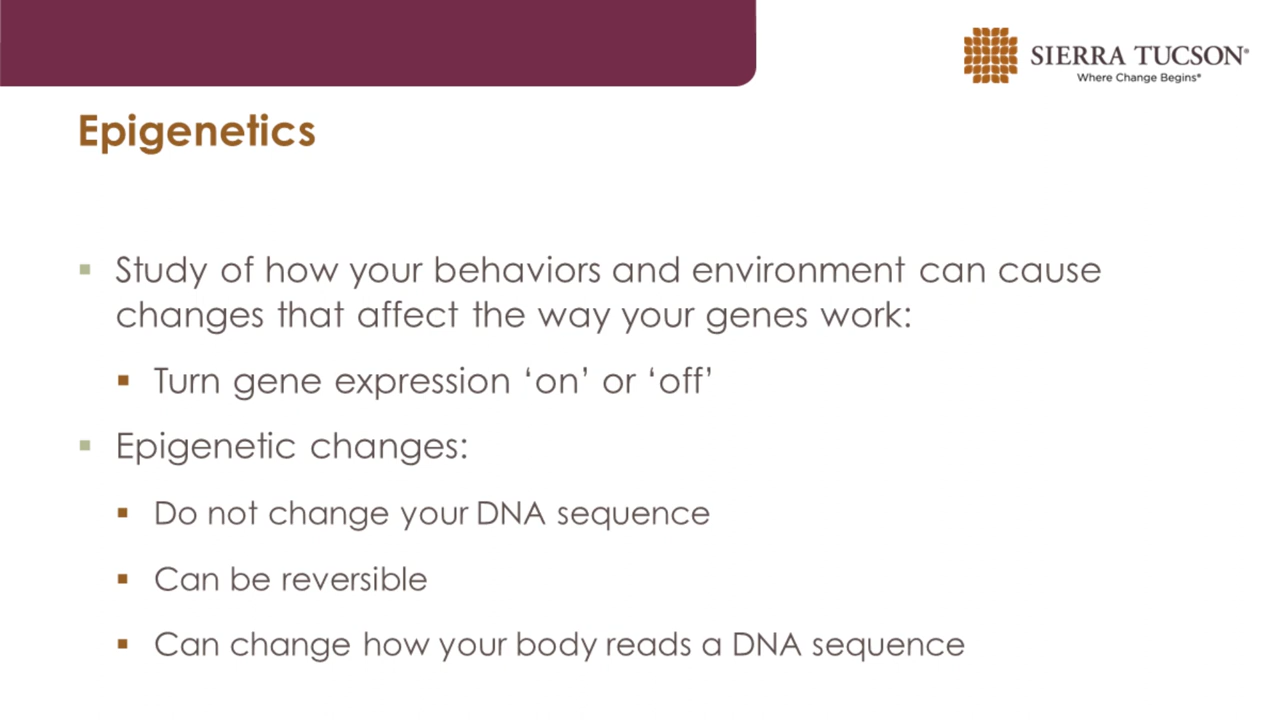 SIERRA TUCSON®
Where Change Begins®
Epigenetics
▪ Study of how your behaviors and environment can cause
changes that affect the way your genes work:
▪ Turn gene expression ‘on’ or ‘off’
▪ Epigenetic changes:
▪ Do not change your DNA sequence
▪ Can be reversible
▪ Can change how your body reads a DNA sequence